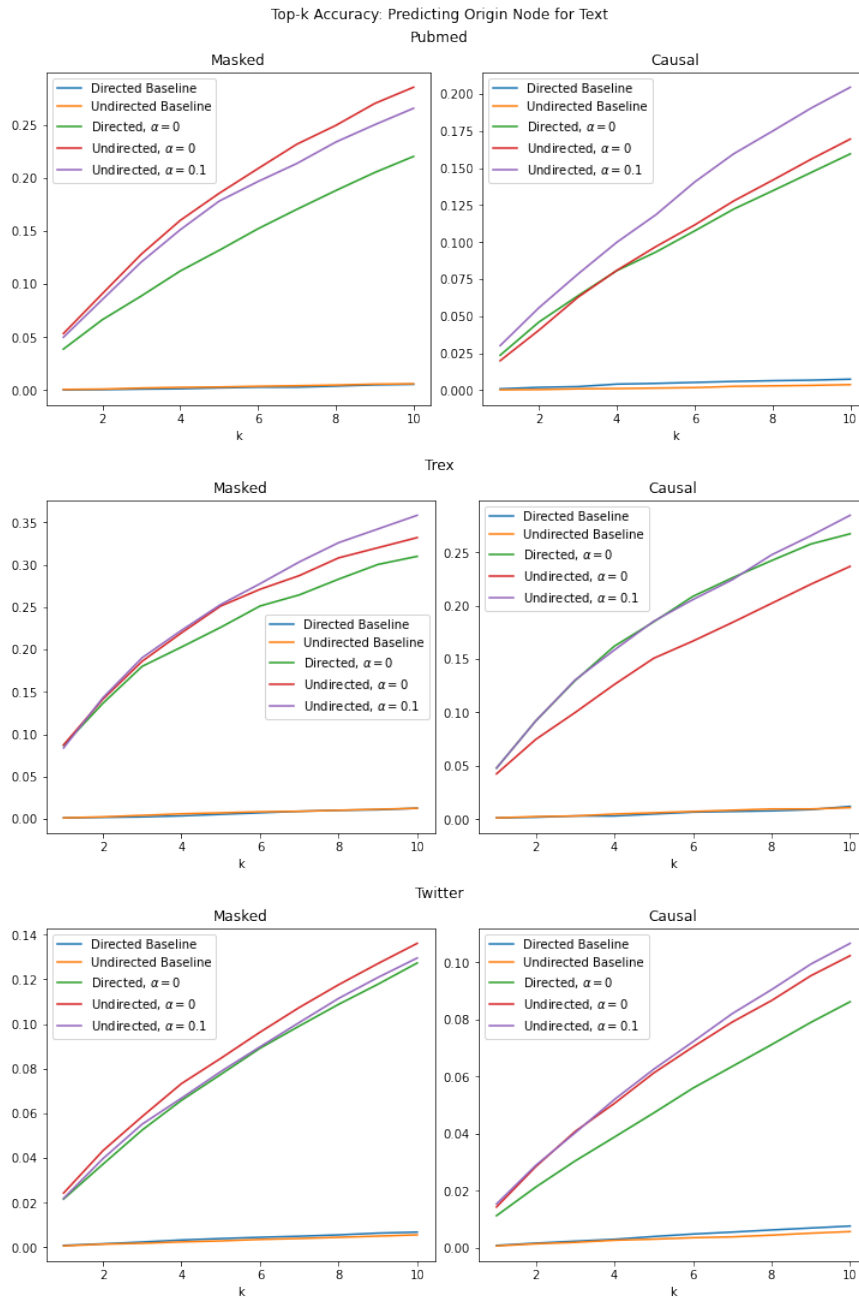 Top-k Accuracy: Predicting Origin Node for Text
Pubmed
Masked
Directed Baseline
Undirected Baseline
Directed, α = 0
Undirected, α = 0
Undirected, α = 0.1
0.25
0.20
0.15
0.10
0.05
0.00
2 4 6 8 10
k
Causal
Directed Baseline
Undirected Baseline
Directed, α = 0
Undirected, α = 0
Undirected, α = 0.1
0.200
0.175
0.150
0.125
0.100
0.075
0.050
0.025
0.000
2 4 6 8 10
k
Trex
Masked
0.35
0.30
0.25
0.20
0.15
0.10
0.05
0.00
Directed Baseline
Undirected Baseline
Directed, α = 0
Undirected, α = 0
Undirected, α = 0.1
2 4 6 8 10
k
Causal
Directed Baseline
Undirected Baseline
Directed, α = 0
Undirected, α = 0
Undirected, α = 0.1
0.25
0.20
0.15
0.10
0.05
0.00
2 4 6 8 10
k
Twitter
Masked
Directed Baseline
Undirected Baseline
Directed, α = 0
Undirected, α = 0
Undirected, α = 0.1
0.14
0.12
0.10
0.08
0.06
0.04
0.02
0.00
2 4 6 8 10
k
Causal
Directed Baseline
Undirected Baseline
Directed, α = 0
Undirected, α = 0
Undirected, α = 0.1
0.10
0.08
0.06
0.04
0.02
0.00
2 4 6 8 10
k